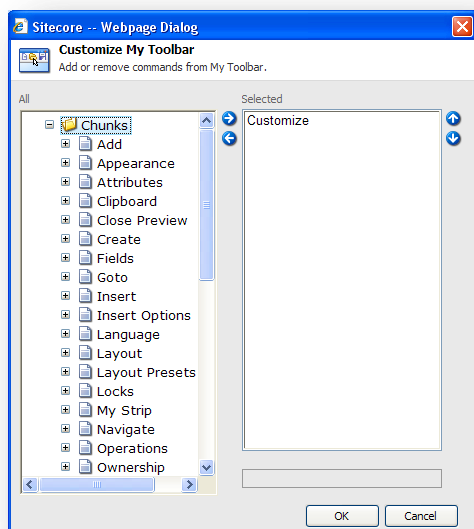 Sitecore -- Webpage Dialog
Customize My Toolbar
Add or remove commands from My Toolbar.
All
Selected
Chunks
Add
Appearance
Attributes
Clipboard
Close Preview
Create
Fields
Goto
Insert
Insert Options
Language
Layout
Layout Presets
Locks
My Strip
Navigate
Operations
Ownership
Customize
OK
Cancel